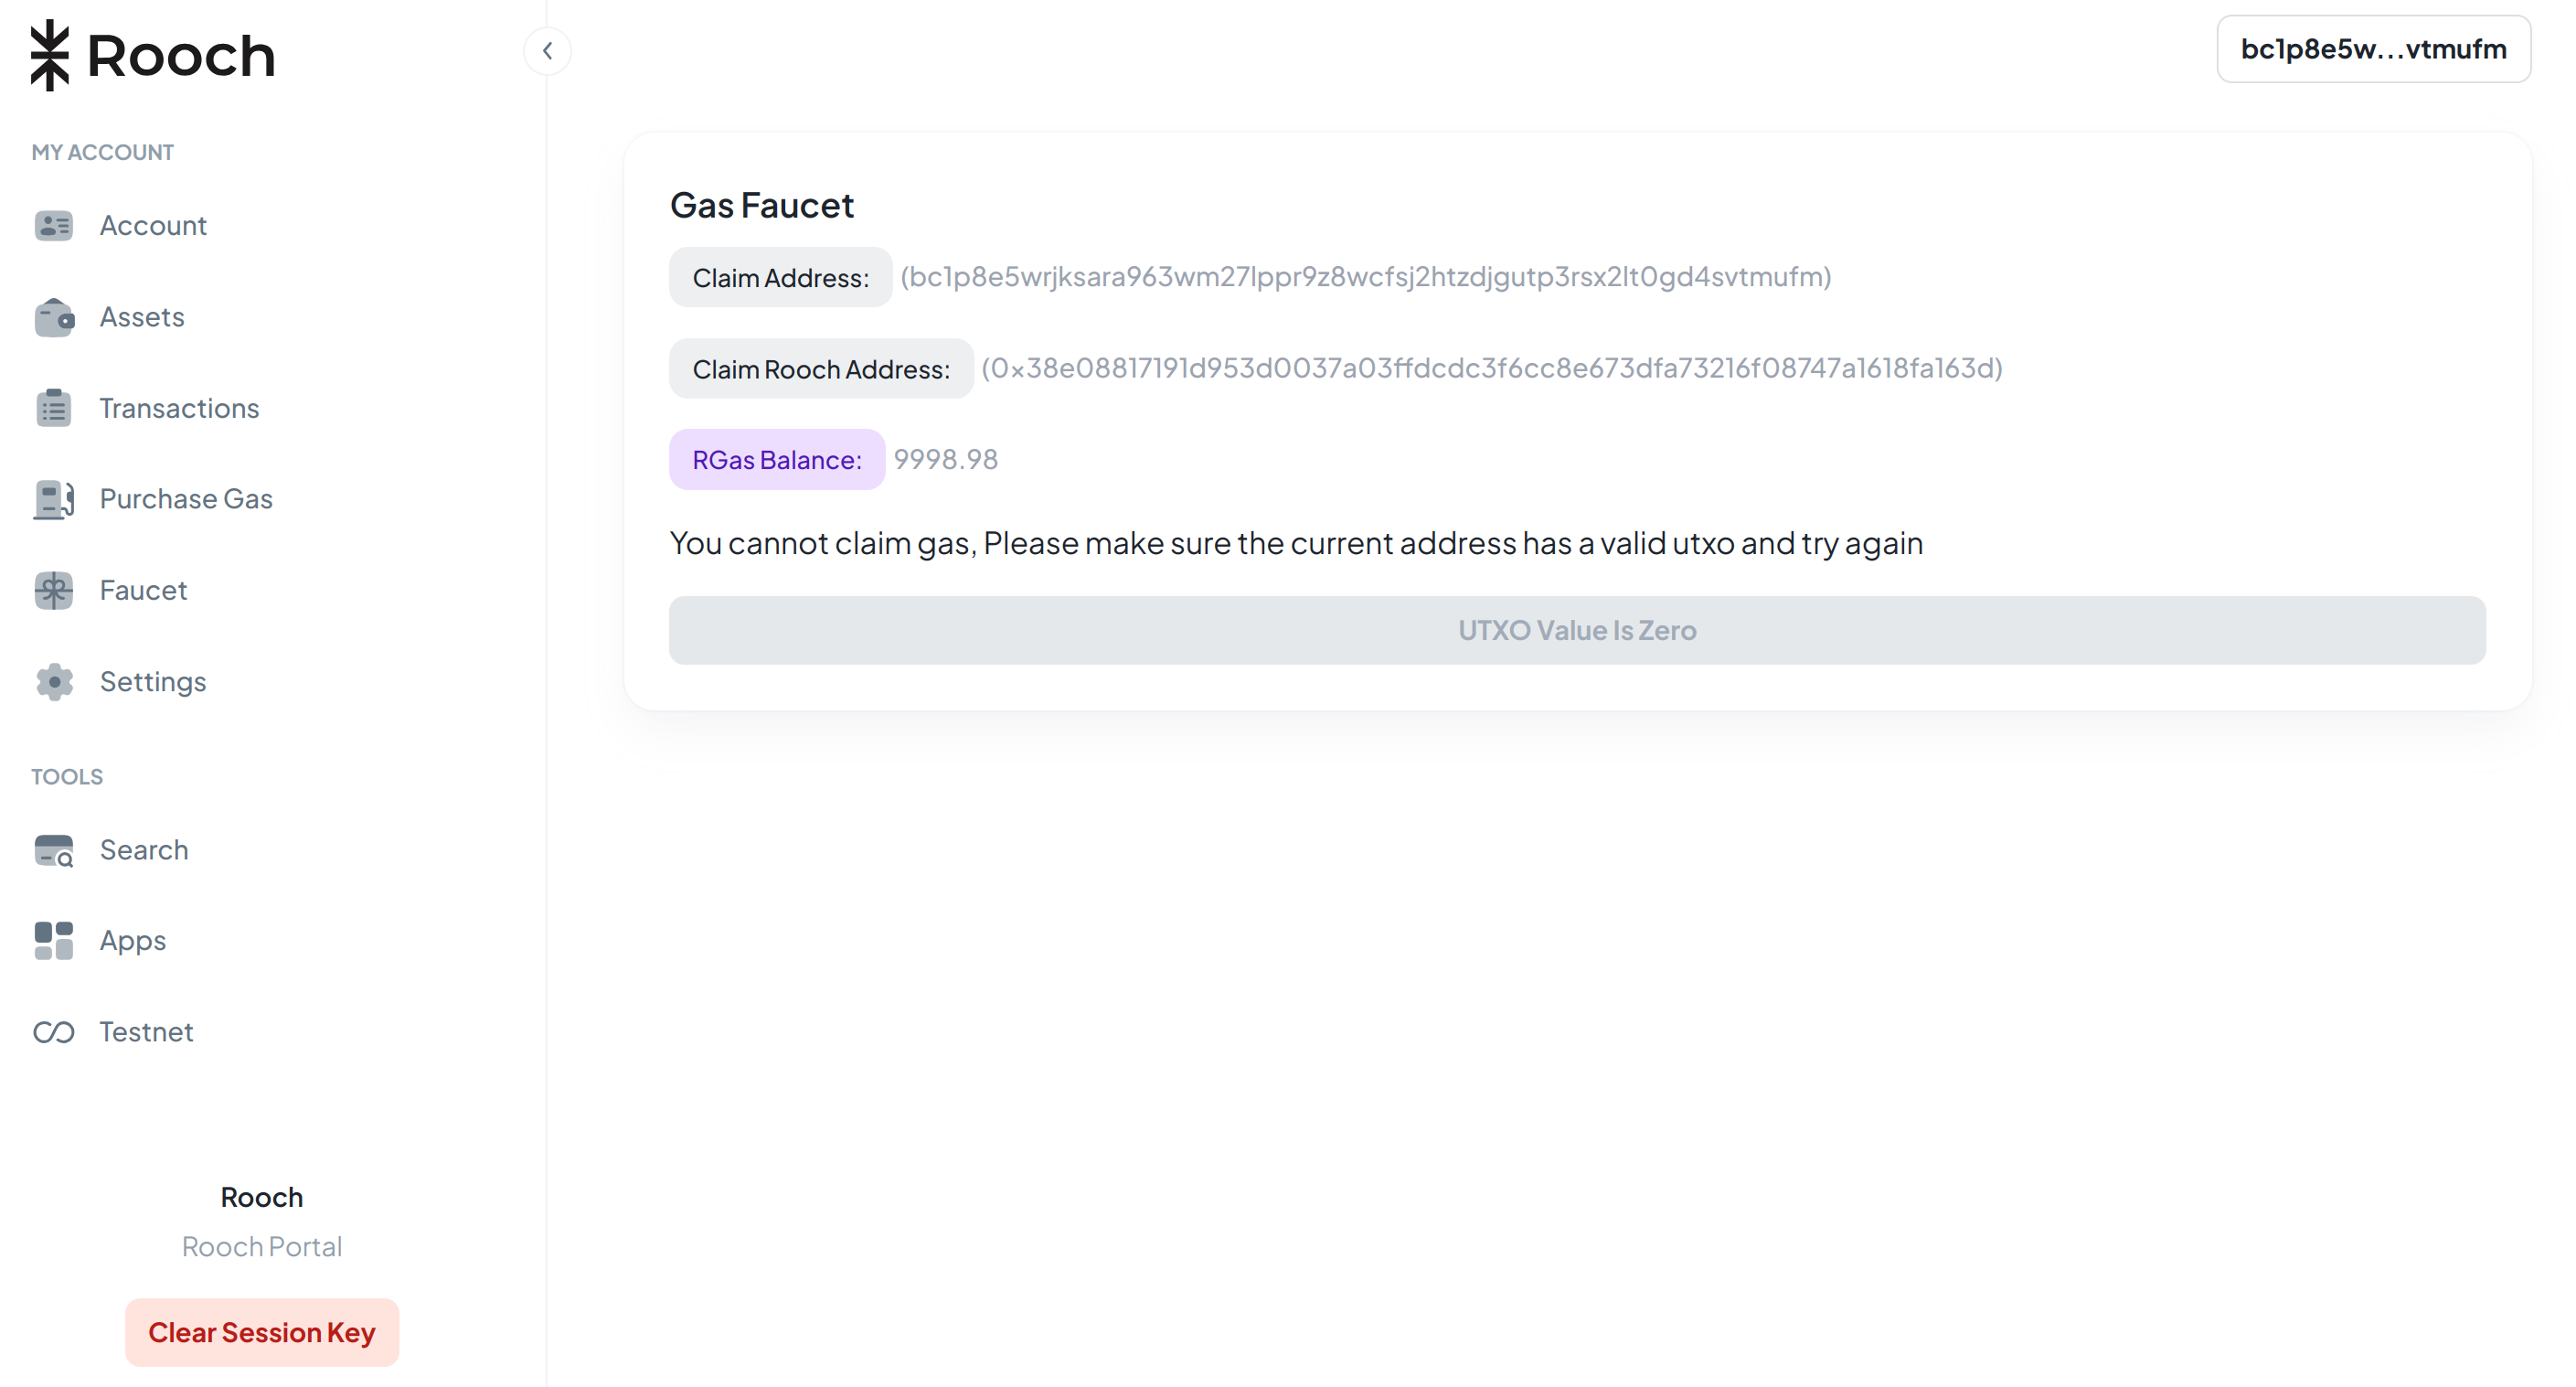 Rooch
bc1p8e5w...vtmufm
MY ACCOUNT
Account
Assets
Transactions
Purchase Gas
Faucet
Settings
TOOLS
Search
Apps
Testnet
Rooch
Rooch Portal
Clear Session Key
Gas Faucet
Claim Address: (bc1p8e5wrjksara963wm27lppr9z8wcfsj2htzdjgutp3rsx2lt0gd4svtmufm)
Claim Rooch Address: (0x38e08817191d953d0037a03ffdcdc3f6cc8e673dfa73216f08747a1618fa163d)
RGas Balance: 9998.98
You cannot claim gas, Please make sure the current address has a valid utxo and try again
UTXO Value Is Zero